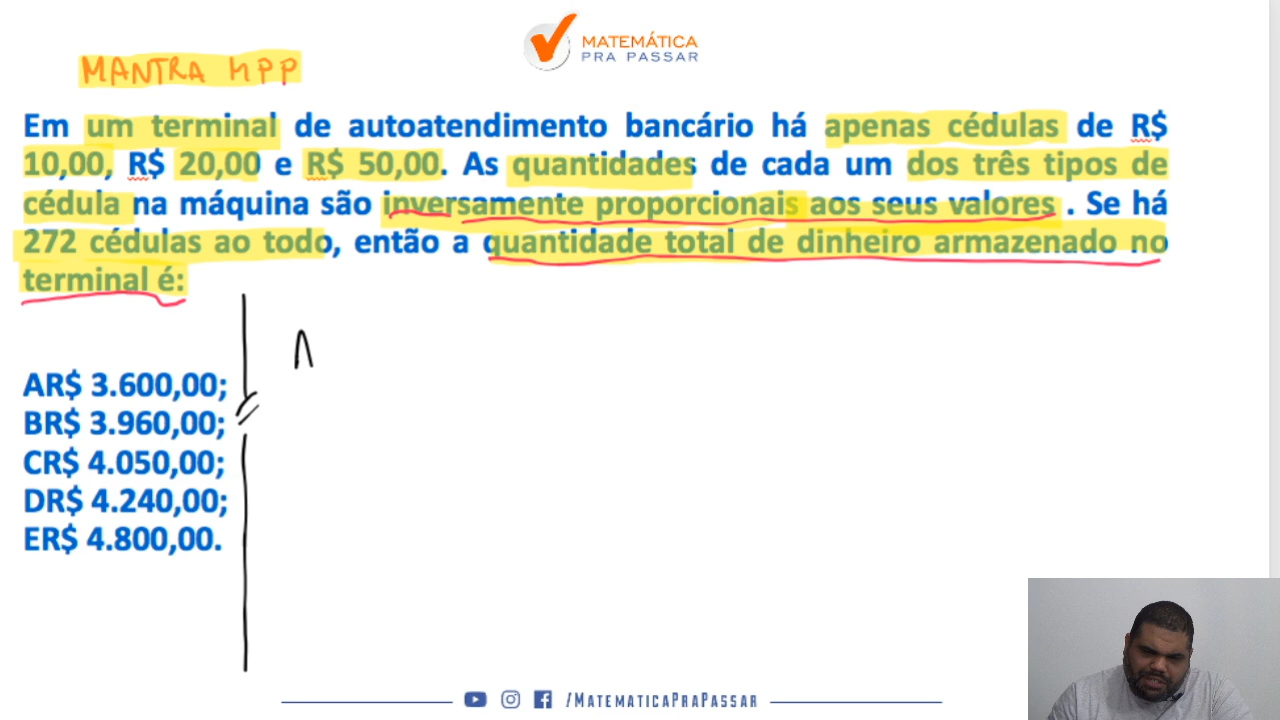 MATEMÁTICA
PRA PASSAR
MANTRA MPP
Em um terminal de autoatendimento bancário há apenas cédulas de R$
10,00, R$ 20,00 e R$ 50,00. As quantidades de cada um dos três tipos de
cédula na máquina são inversamente proporcionais aos seus valores . Se há
272 cédulas ao todo, então a quantidade total de dinheiro armazenado no
terminal é:
AR$ 3.600,00;
BR$ 3.960,00;
CR$ 4.050,00;
DR$ 4.240,00;
ER$ 4.800,00.
/MATEMATICAPRAPASSAR